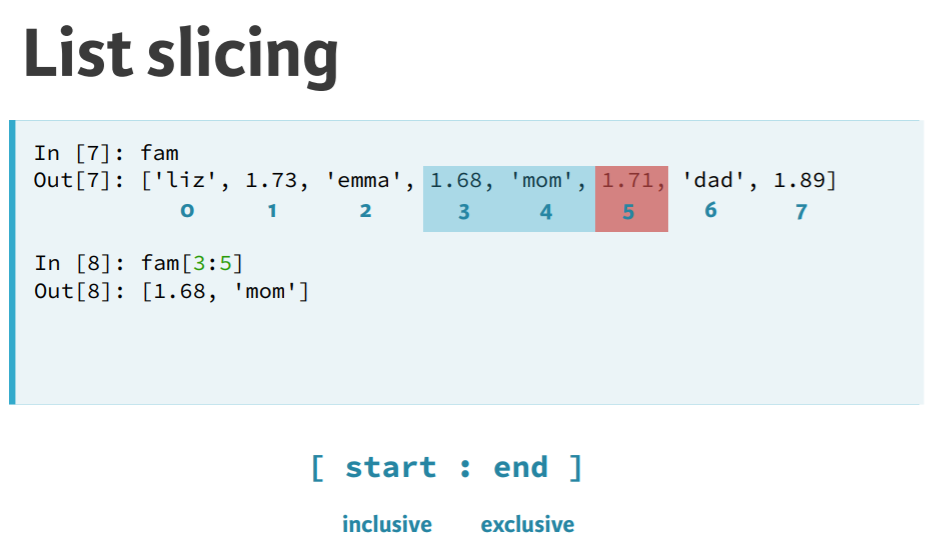 List slicing
In [7]: fam
Out[7]: ['liz', 1.73, 'emma', 1.68, 'mom', 1.71, 'dad', 1.89]
0 1 2 3 4 5 6 7
In [8]: fam[3:5]
Out[8]: [1.68, 'mom']
[ start : end ]
inclusive exclusive